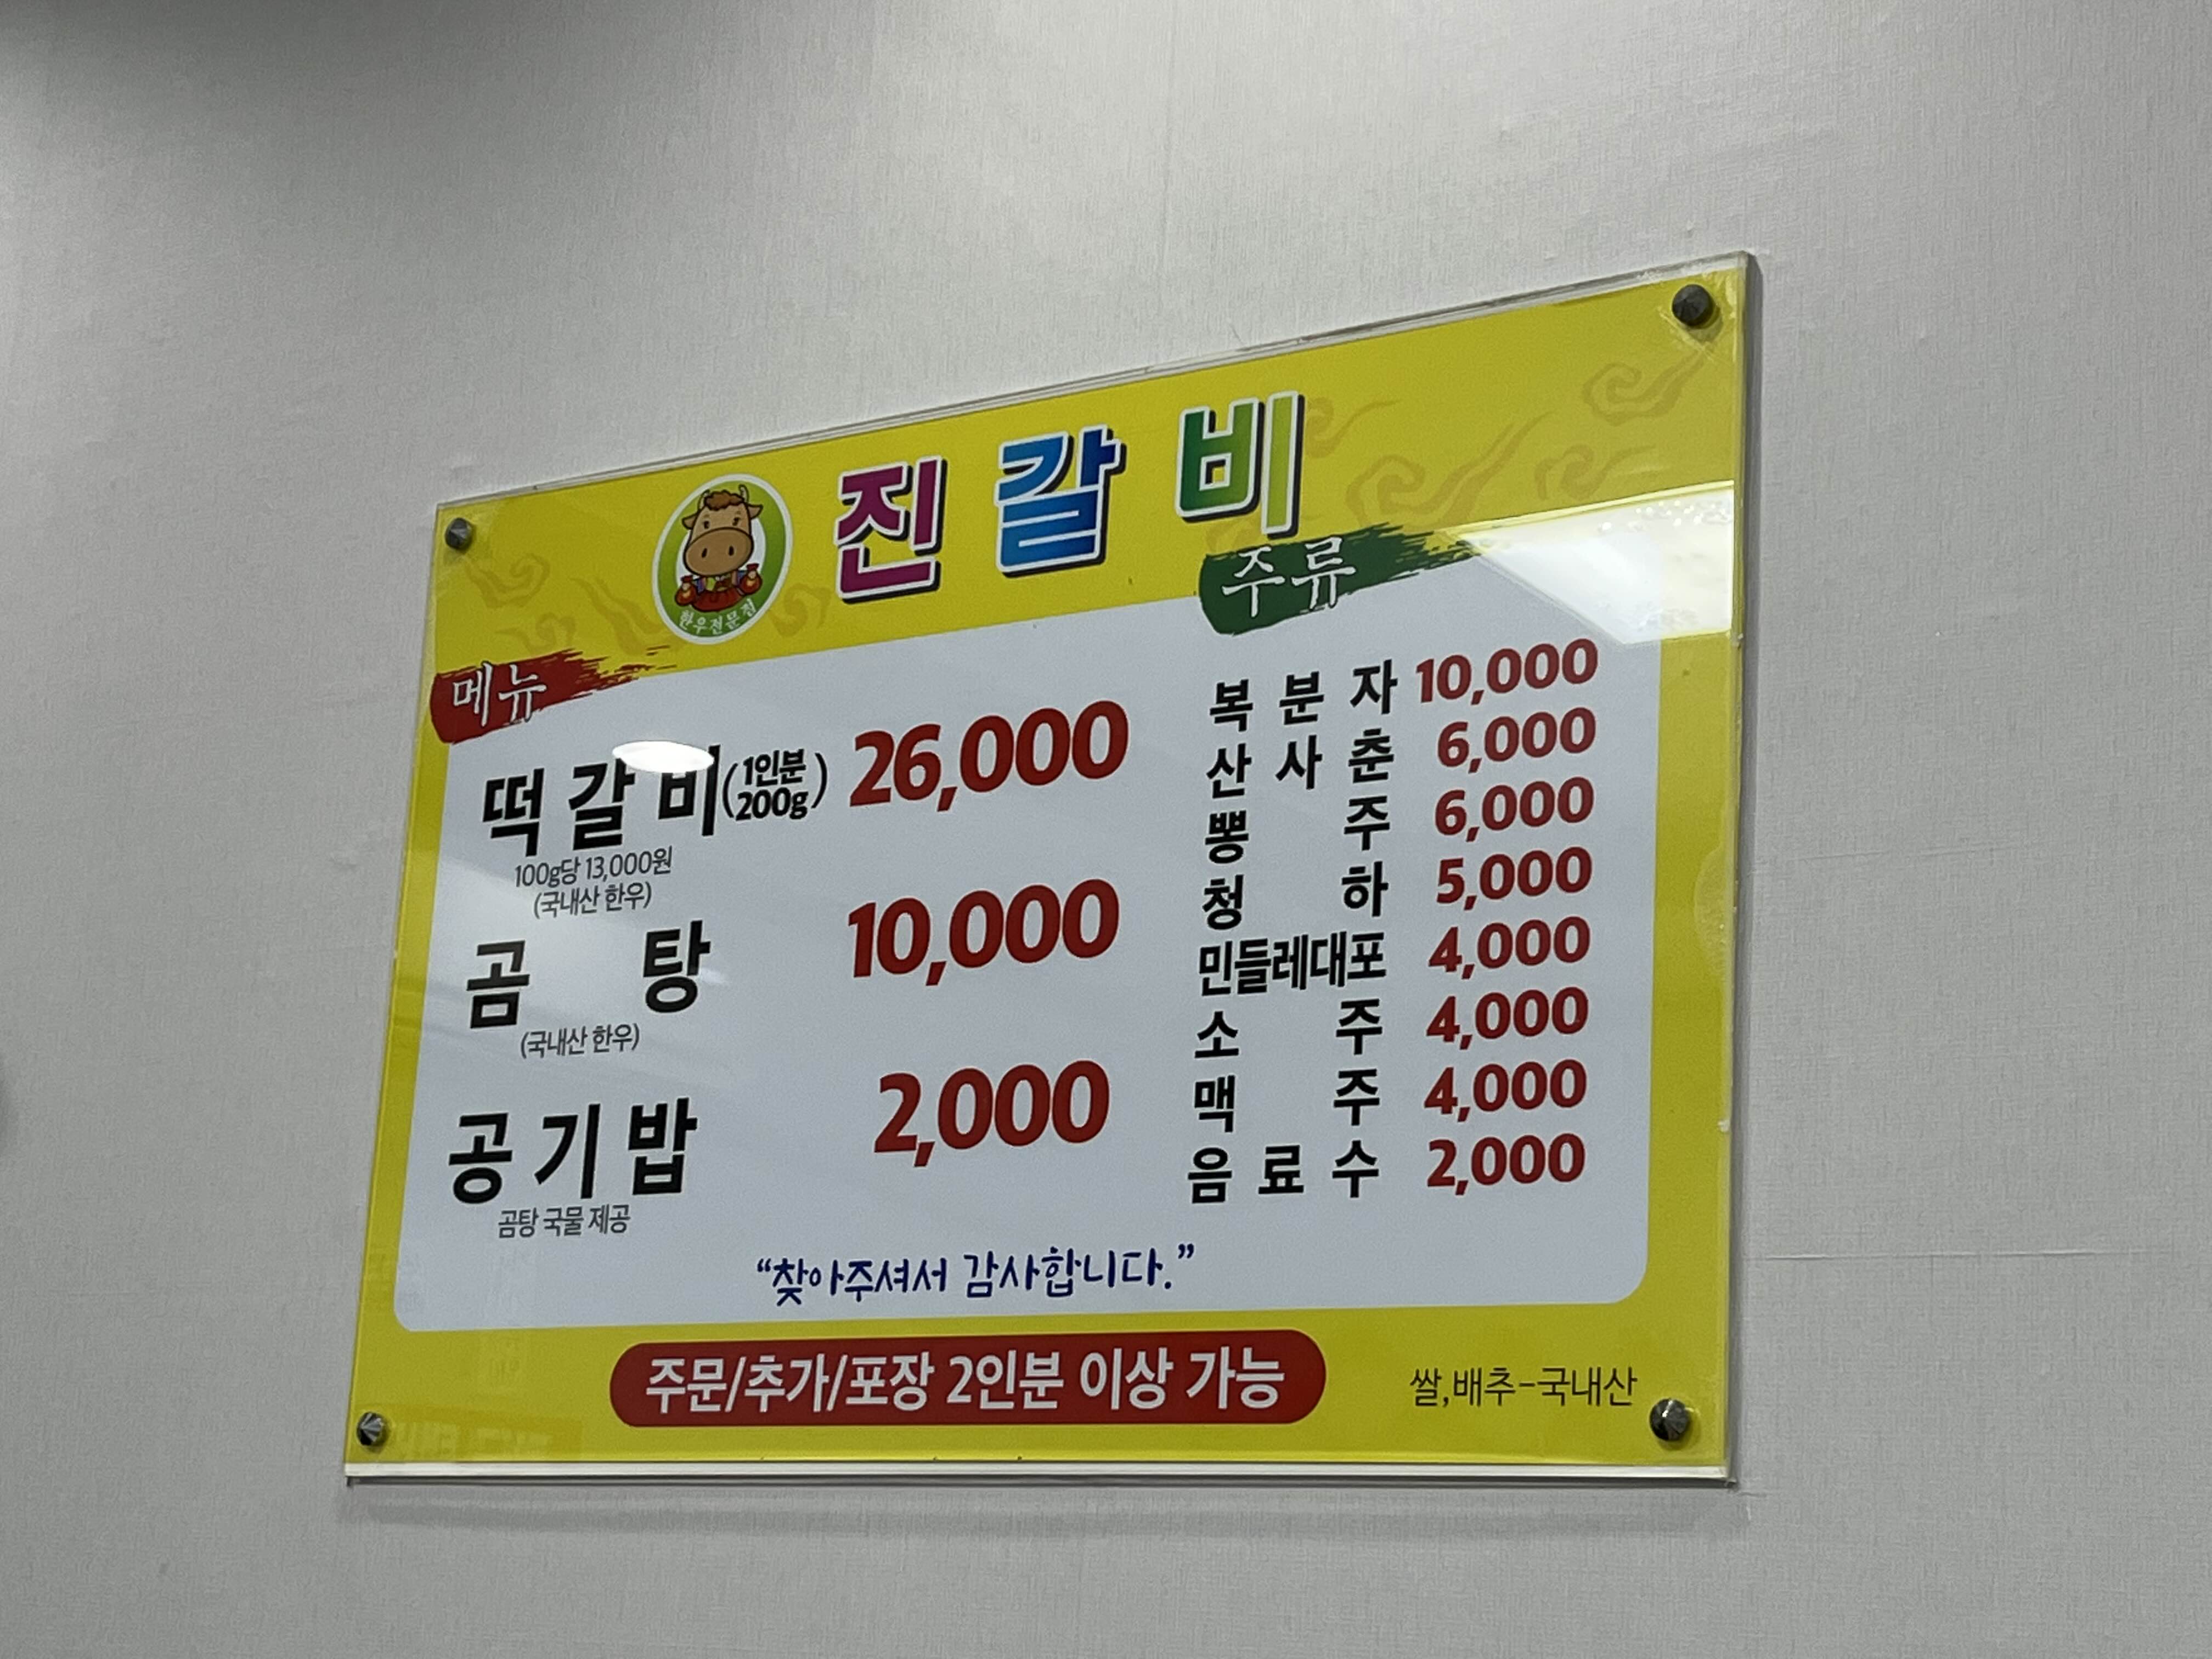 진갈비
한우전문점
메뉴
떡갈비(1인분 200g) 26,000
100g당 13,000원
(국내산 한우)
곰탕 10,000
(국내산 한우)
공기밥 2,000
곰탕 국물 제공
주류
복분자 10,000
산사춘 6,000
뽕주 6,000
청하 5,000
민들레대포 4,000
소주 4,000
맥주 4,000
음료수 2,000
“찾아주셔서 감사합니다.”
주문/추가/포장 2인분 이상 가능
쌀,배추-국내산